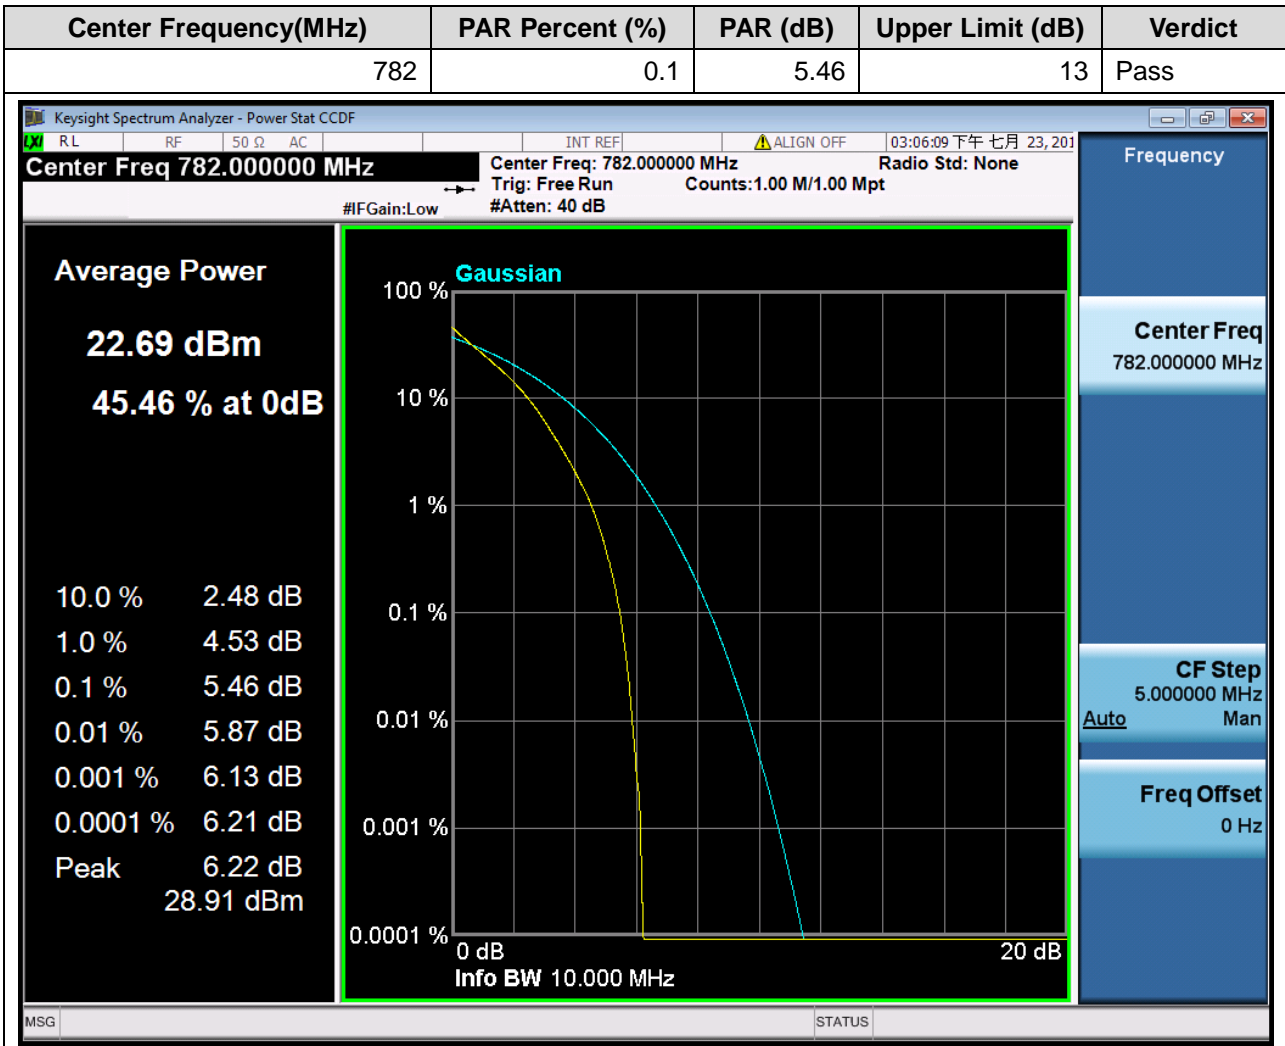 Center Frequency(MHz) PAR Percent (%) PAR (dB) Upper Limit (dB) Verdict
782 0.1 5.46 13 Pass
Keysight Spectrum Analyzer - Power Stat CCDF
LXI RL RF 50 Ω AC INT REF ALIGN OFF 03:06:09 下午 七月 23, 201
Center Freq 782.000000 MHz
Center Freq: 782.000000 MHz Radio Std: None
Trig: Free Run Counts:1.00 M/1.00 Mpt
#IFGain:Low #Atten: 40 dB
Average Power
22.69 dBm
45.46 % at 0dB
10.0 % 2.48 dB
1.0 % 4.53 dB
0.1 % 5.46 dB
0.01 % 5.87 dB
0.001 % 6.13 dB
0.0001 % 6.21 dB
Peak 6.22 dB
28.91 dBm
Gaussian
100 %
10 %
1 %
0.1 %
0.01 %
0.001 %
0.0001 %
0 dB 20 dB
Info BW 10.000 MHz
Frequency
Center Freq
782.000000 MHz
CF Step
5.000000 MHz
Auto Man
Freq Offset
0 Hz
MSG STATUS